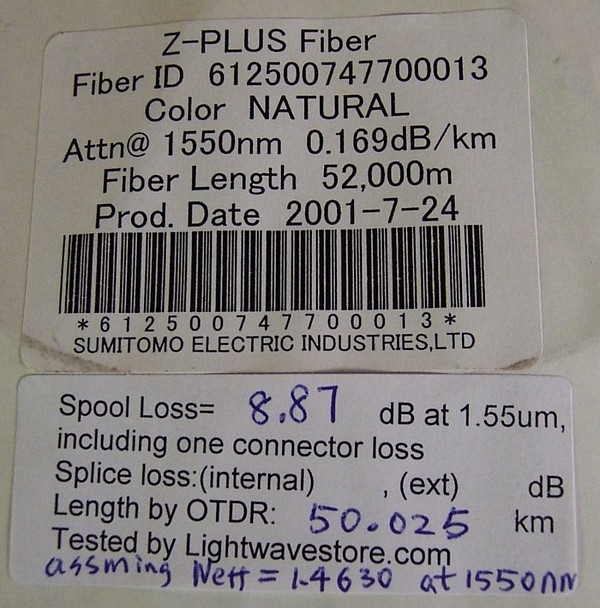 Z-PLUS Fiber
Fiber ID 612500747700013
Color NATURAL
Attn@ 1550nm 0.169dB/km
Fiber Length 52,000m
Prod. Date 2001-7-24
*612500747700013*
SUMITOMO ELECTRIC INDUSTRIES,LTD
Spool Loss= 8.87 dB at 1.55um,
including one connector loss
Splice loss:(internal) , (ext) dB
Length by OTDR: 50.025 km
Tested by Lightwavestore.com
assming Neff = 1.4630 at 1550nm